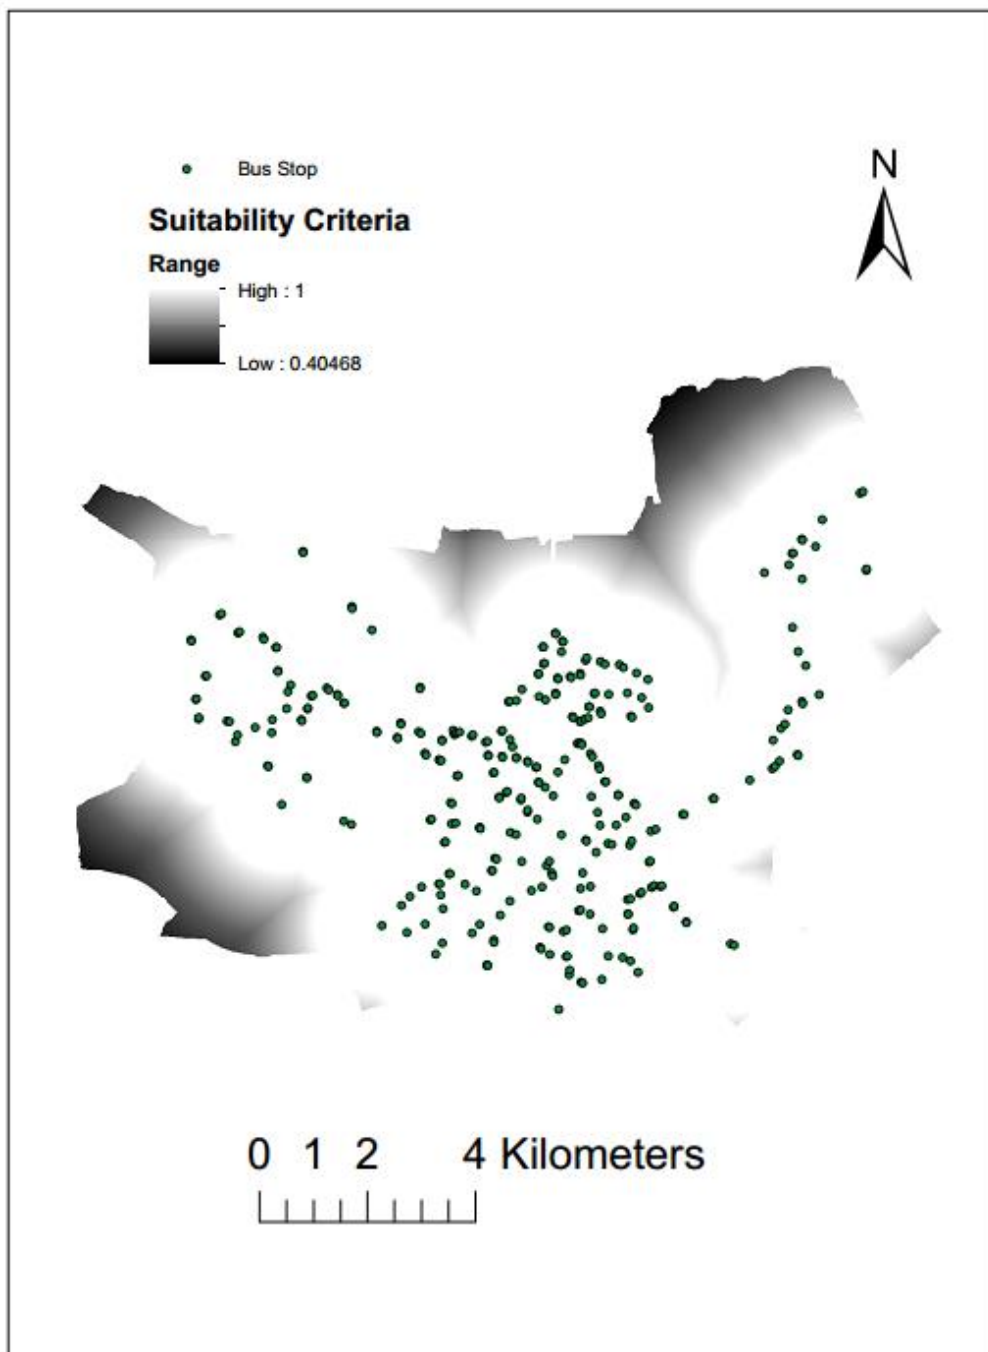 N
Bus Stop
Suitability Criteria
Range
High : 1
Low : 0.40468
0 1 2 4 Kilometers